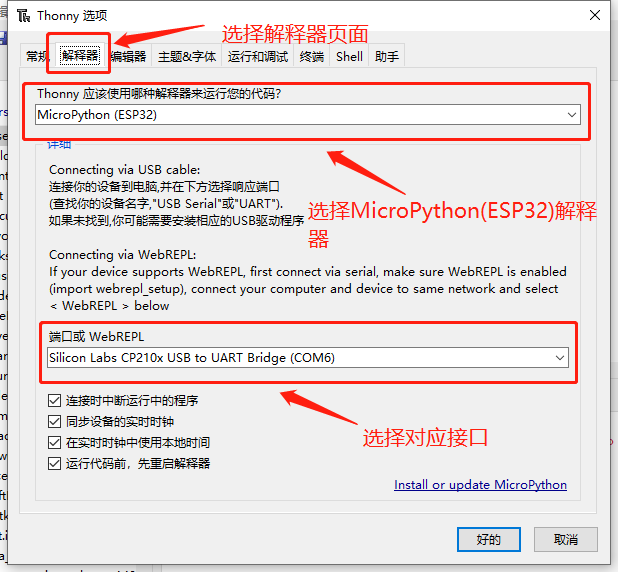 Thonny 选项
选择解释器页面
常规 解释器 编辑器 主题&字体 运行和调试 终端 Shell 助手
Thonny 应该使用哪种解释器来运行您的代码?
MicroPython (ESP32)
详细
Connecting via USB cable:
连接你的设备到电脑,并在下方选择响应端口
(查找你的设备名字,"USB Serial"或"UART").
如果未找到,你可能需要安装相应的USB驱动程序
选择MicroPython(ESP32)解释
器
Connecting via WebREPL:
If your device supports WebREPL, first connect via serial, make sure WebREPL is enabled
(import webrepl_setup), connect your computer and device to same network and select
< WebREPL > below
端口或 WebREPL
Silicon Labs CP210x USB to UART Bridge (COM6)
连接时中断运行中的程序
同步设备的实时时钟
选择对应接口
在实时时钟中使用本地时间
运行代码前，先重启解释器
Install or update MicroPython
好的 取消